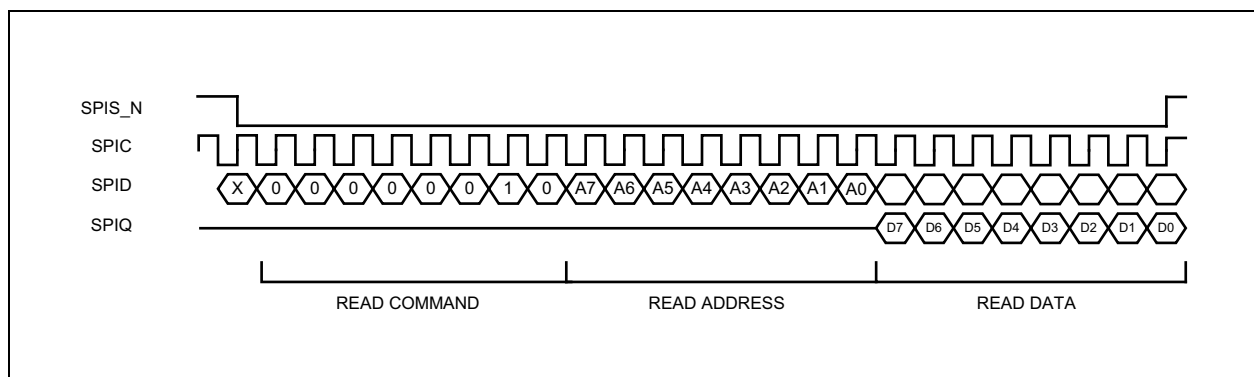 SPIS_N
SPIC
SPID X 0 0 0 0 0 0 1 0 A7 A6 A5 A4 A3 A2 A1 A0
SPIQ D7 D6 D5 D4 D3 D2 D1 D0
READ COMMAND READ ADDRESS READ DATA